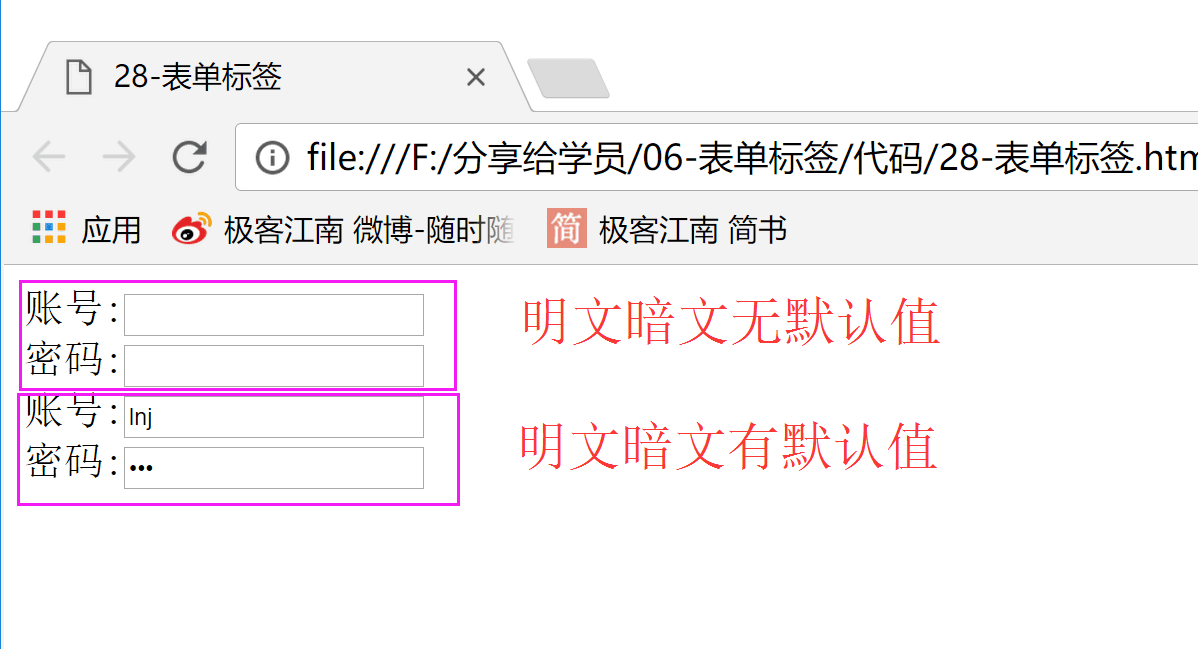 28-表单标签
file:///F:/分享给学员/06-表单标签/代码/28-表单标签.htm
应用 极客江南 微博-随时随 简 极客江南 简书
账号:
明文暗文无默认值
密码:
账号:lnj
明文暗文有默认值
密码:•••